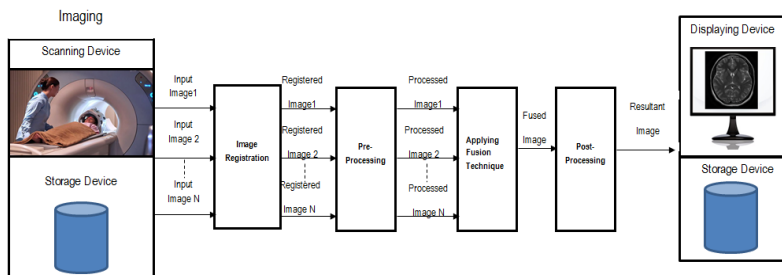 Imaging
Scanning Device
Storage Device
Input
Image1
Input
Image 2
Input
Image N
Image
Registration
Registered
Image1
Registered
Image 2
Registered
Image N
Pre-
Processing
Processed
Image1
Processed
Image 2
Processed
Image N
Applying
Fusion
Technique
Fused
Image
Post-
Processing
Resultant
Image
Displaying Device
Storage Device